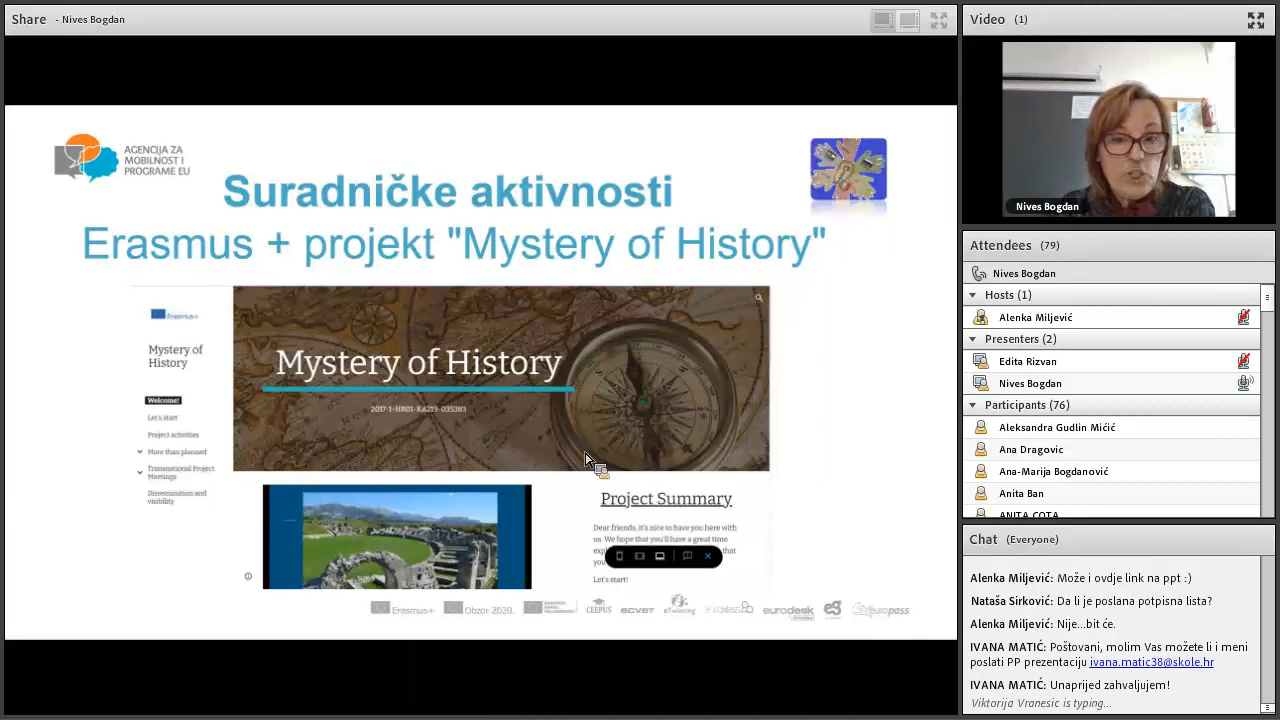 Share - Nives Bogdan
AGENCIJA ZA
MOBILNOST I
PROGRAME EU
Suradničke aktivnosti
Erasmus + projekt "Mystery of History"
Erasmus+
Mystery of
History
Welcome!
Let's start
Project activities
More than planned
Transnational Project
Meetings
Dissemination and
visibility
Mystery of History
2017-1-HR01-KA219-035383
Project Summary
Dear friends, it's nice to have you here with
us. We hope that you'll have a great time
that
Let's start!
Erasmus+
Obzor 2020.
CEEPUS
ecvet
eTwinning
eurodesk
europass
Video (1)
Nives Bogdan
Attendees (79)
Nives Bogdan
Hosts (1)
Alenka Miljević
Presenters (2)
Edita Rizvan
Nives Bogdan
Participants (76)
Aleksandra Gudlin Mićić
Ana Dragovic
Ana-Marija Bogdanović
Anita Ban
ANITA COTA
Chat (Everyone)
Alenka Miljević: Može i ovdje link na ppt :)
Danica Sirović: Da li je poslana potpisna lista?
Alenka Miljević: Nije...bit će.
IVANA MATIĆ: Poštovani, molim Vas možete li i meni
poslati PP prezentaciju ivana.matic38@skole.hr
IVANA MATIĆ: Unaprijed zahvaljujem!
Viktorija Vranesic is typing...